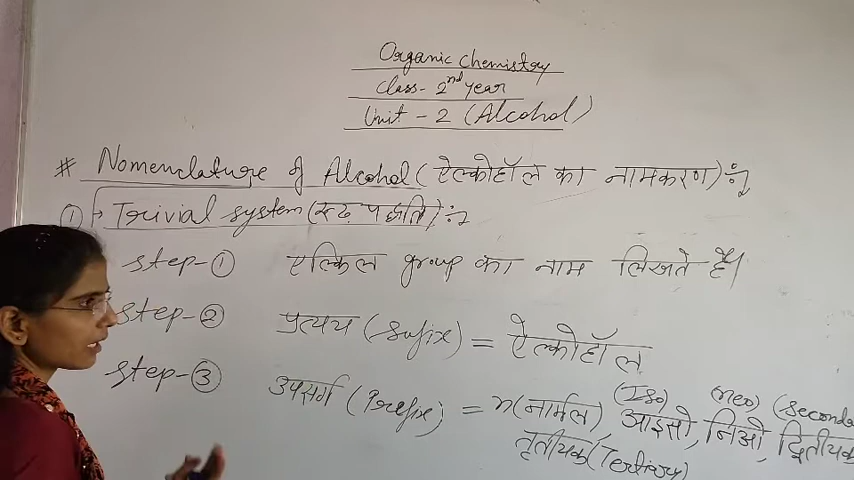 Organic chemistry
Class- 2nd year
Unit - 2 (Alcohol)
# Nomenclature of Alcohol (ऐल्कोहॉल का नामकरण) :-
① Trivial system (रूढ़ पद्धति) :-
step-① एल्किल group का नाम लिखते हैं।
step-② प्रत्यय (Sufix) = ऐल्कोहॉल
step-③ उपसर्ग (Prefix) = n(नार्मल), आइसो, निओ, द्वितीयक
(Iso) (neo) (Seconda
तृतीयक (Tertiary)